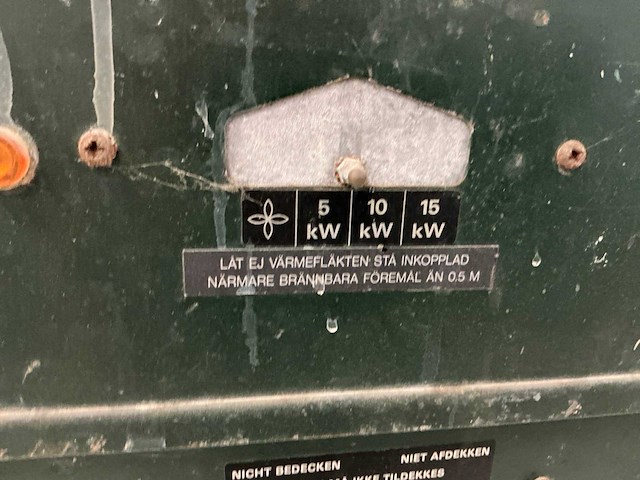 5 10 15
kW kW kW
LÅT EJ VÄRMEFLÄKTEN STÅ INKOPPLAD
NÄRMARE BRÄNNBARA FÖREMÅL ÄN 0.5 M
NICHT BEDECKEN NIET AFDEKKEN
IKKE TILDEKKES